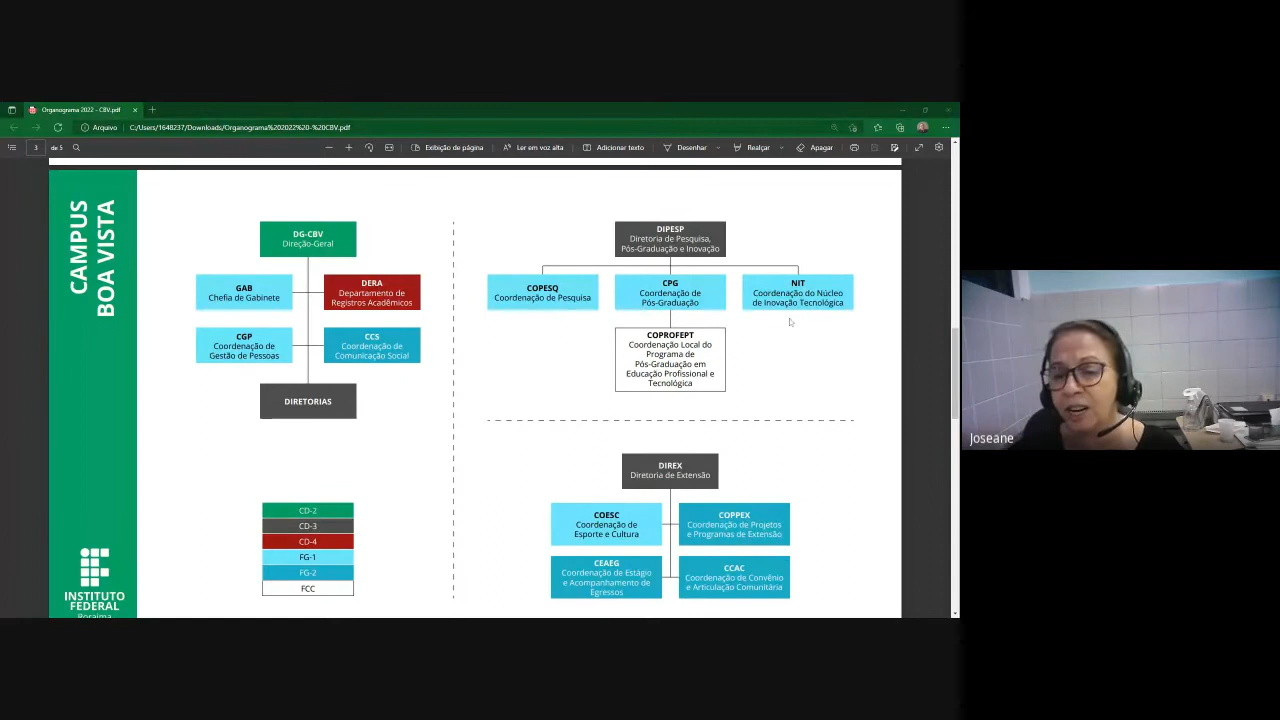 Organograma 2022 - CBV.pdf
Arquivo
C:/Users/1648237/Downloads/Organograma%202022%20-%20CBV.pdf
3
de 5
Exibição de página
Ler em voz alta
Adicionar texto
Desenhar
Realçar
Apagar
CAMPUS
BOA VISTA
DG-CBV
Direção-Geral
GAB
Chefia de Gabinete
DERA
Departamento de
Registros Acadêmicos
CGP
Coordenação de
Gestão de Pessoas
CCS
Coordenação de
Comunicação Social
DIRETORIAS
CD-2
CD-3
CD-4
FG-1
FG-2
FCC
DIPESP
Diretoria de Pesquisa,
Pós-Graduação e Inovação
COPESQ
Coordenação de Pesquisa
CPG
Coordenação de
Pós-Graduação
NIT
Coordenação do Núcleo
de Inovação Tecnológica
COPROFEPT
Coordenação Local do
Programa de
Pós-Graduação em
Educação Profissional e
Tecnológica
DIREX
Diretoria de Extensão
COESC
Coordenação de
Esporte e Cultura
COPPEX
Coordenação de Projetos
e Programas de Extensão
CEAEG
Coordenação de Estágio
e Acompanhamento de
Egressos
CCAC
Coordenação de Convênio
e Articulação Comunitária
INSTITUTO
FEDERAL
Roraima
Joseane